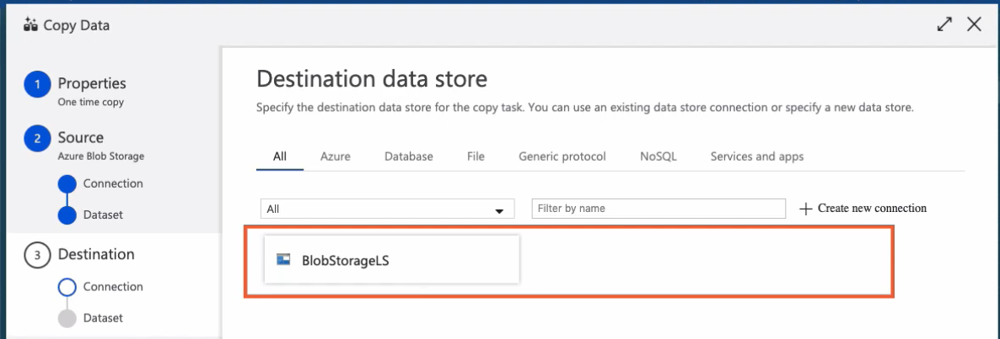 Copy Data
1
Properties
One time copy
2
Source
Azure Blob Storage
Connection
Dataset
3
Destination
Connection
Dataset
Destination data store
Specify the destination data store for the copy task. You can use an existing data store connection or specify a new data store.
All Azure Database File Generic protocol NoSQL Services and apps
All Filter by name + Create new connection
BlobStorageLS